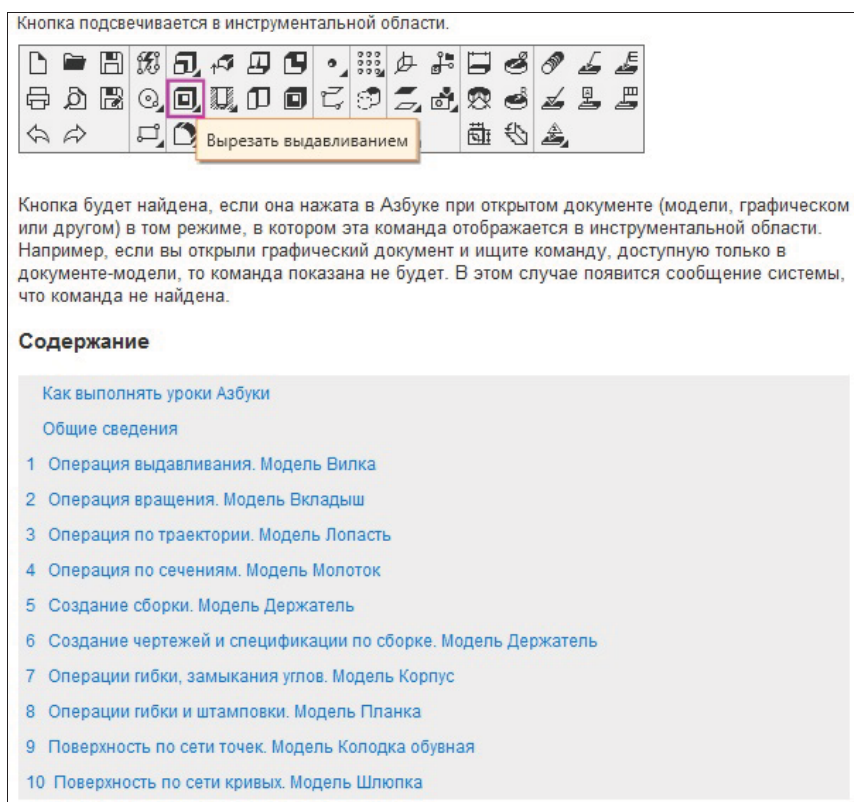 Кнопка подсвечивается в инструментальной области.
Вырезать выдавливанием
Кнопка будет найдена, если она нажата в Азбуке при открытом документе (модели, графическом
или другом) в том режиме, в котором эта команда отображается в инструментальной области.
Например, если вы открыли графический документ и ищите команду, доступную только в
документе-модели, то команда показана не будет. В этом случае появится сообщение системы,
что команда не найдена.
Содержание
Как выполнять уроки Азбуки
Общие сведения
1 Операция выдавливания. Модель Вилка
2 Операция вращения. Модель Вкладыш
3 Операция по траектории. Модель Лопасть
4 Операция по сечениям. Модель Молоток
5 Создание сборки. Модель Держатель
6 Создание чертежей и спецификации по сборке. Модель Держатель
7 Операции гибки, замыкания углов. Модель Корпус
8 Операции гибки и штамповки. Модель Планка
9 Поверхность по сети точек. Модель Колодка обувная
10 Поверхность по сети кривых. Модель Шлюпка